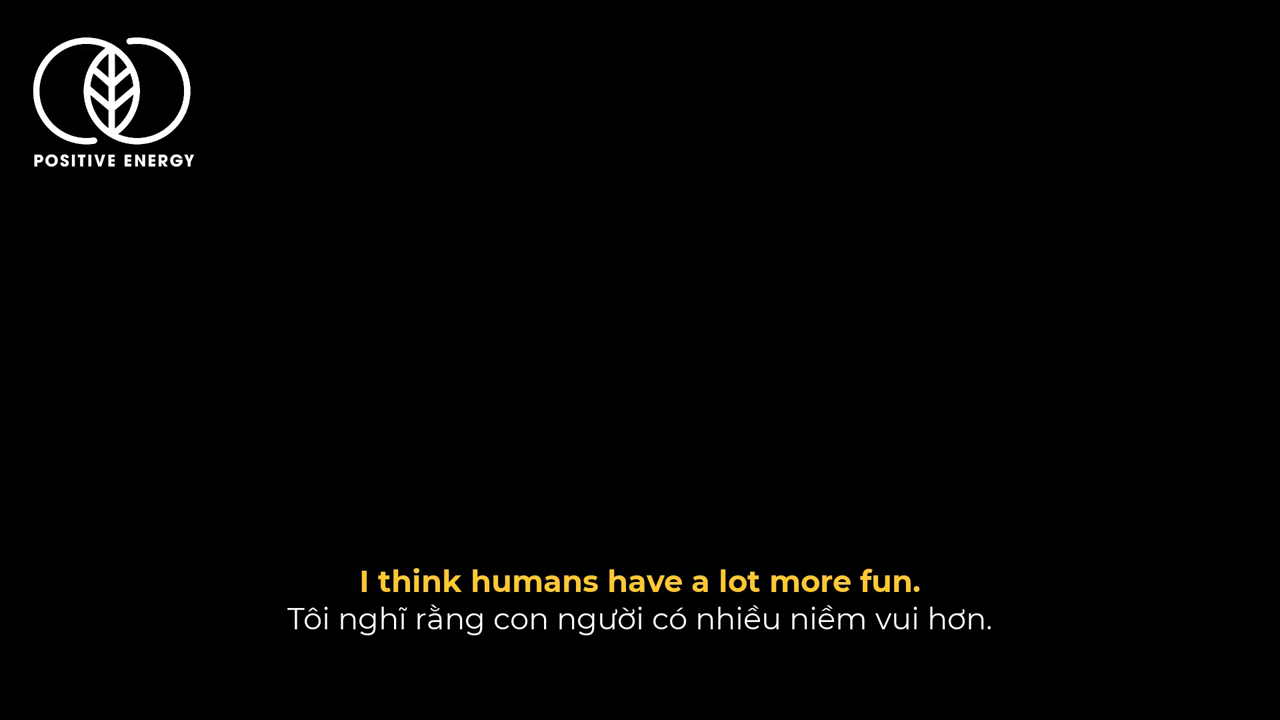 POSITIVE ENERGY
I think humans have a lot more fun.
Tôi nghĩ rằng con người có nhiều niềm vui hơn.